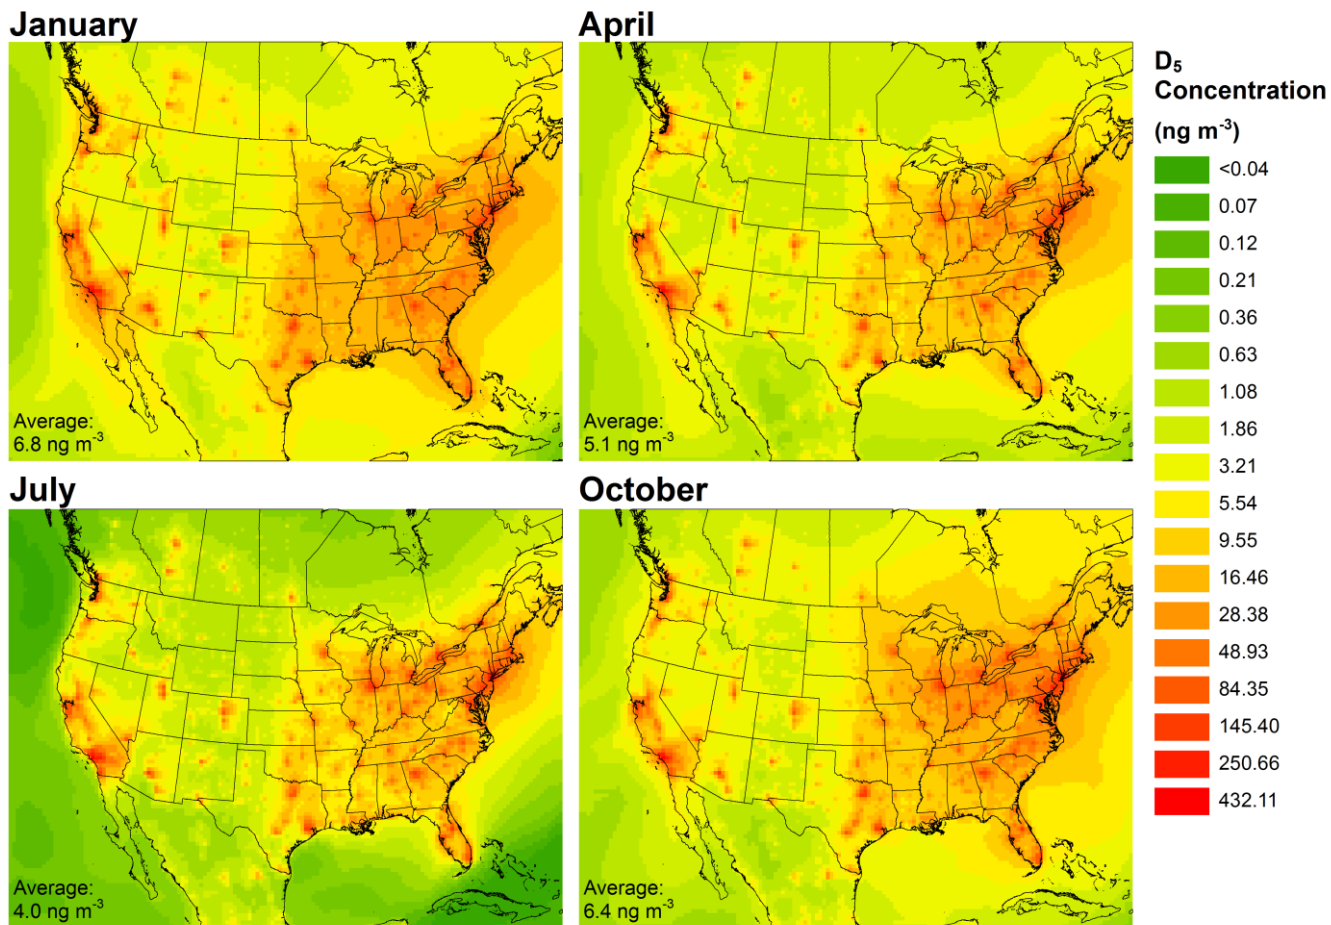 January
Average:
6.8 ng m⁻³
April
Average:
5.1 ng m⁻³
July
Average:
4.0 ng m⁻³
October
Average:
6.4 ng m⁻³
D₅
Concentration
(ng m⁻³)
<0.04
0.07
0.12
0.21
0.36
0.63
1.08
1.86
3.21
5.54
9.55
16.46
28.38
48.93
84.35
145.40
250.66
432.11